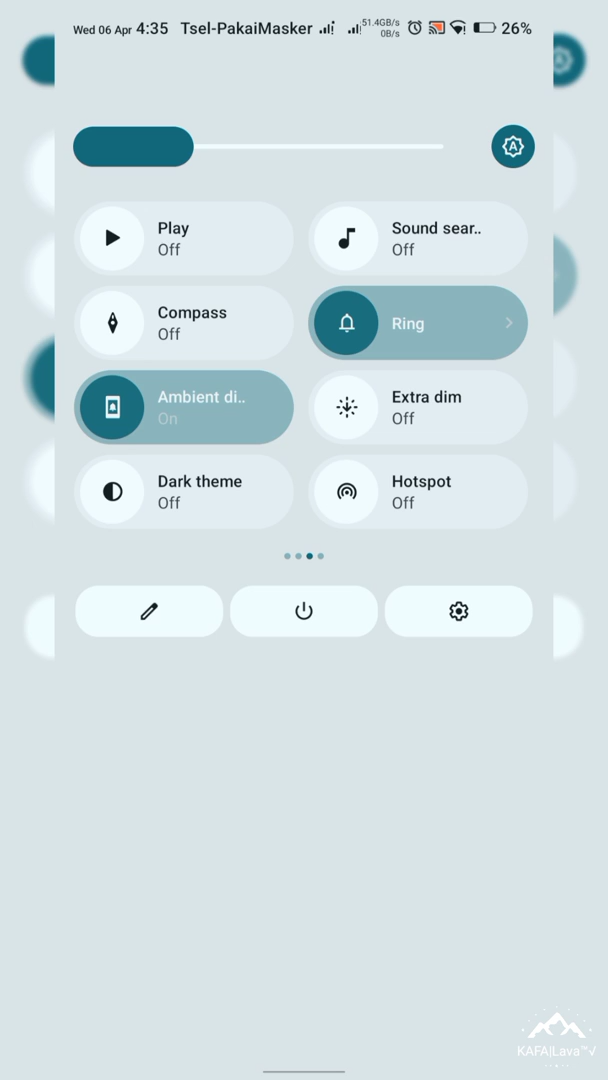 Wed 06 Apr 4:35 Tsel-PakaiMasker 51.4GB/s 26%
0B/s
A
Play
Off
Sound sear..
Off
Compass
Off
Ring
Ambient di..
On
Extra dim
Off
Dark theme
Off
Hotspot
Off
KAFA|Lava™√